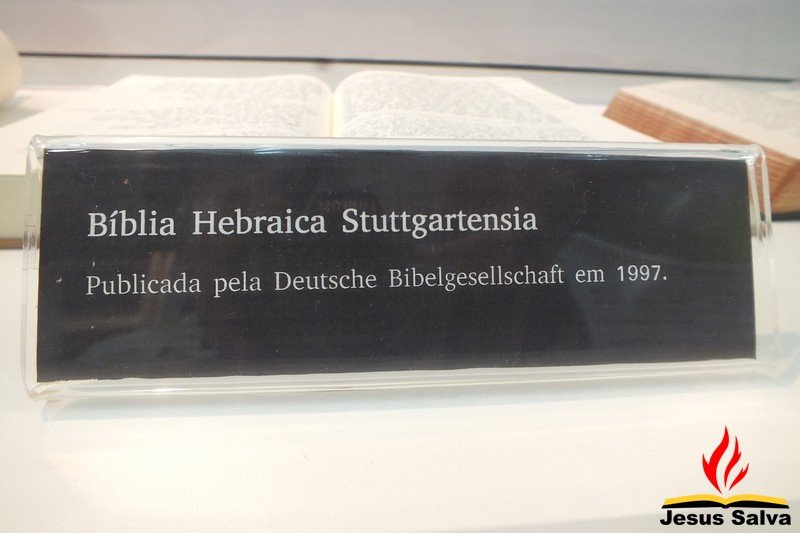 Bíblia Hebraica Stuttgartensia
Publicada pela Deutsche Bibelgesellschaft em 1997.
Jesus Salva